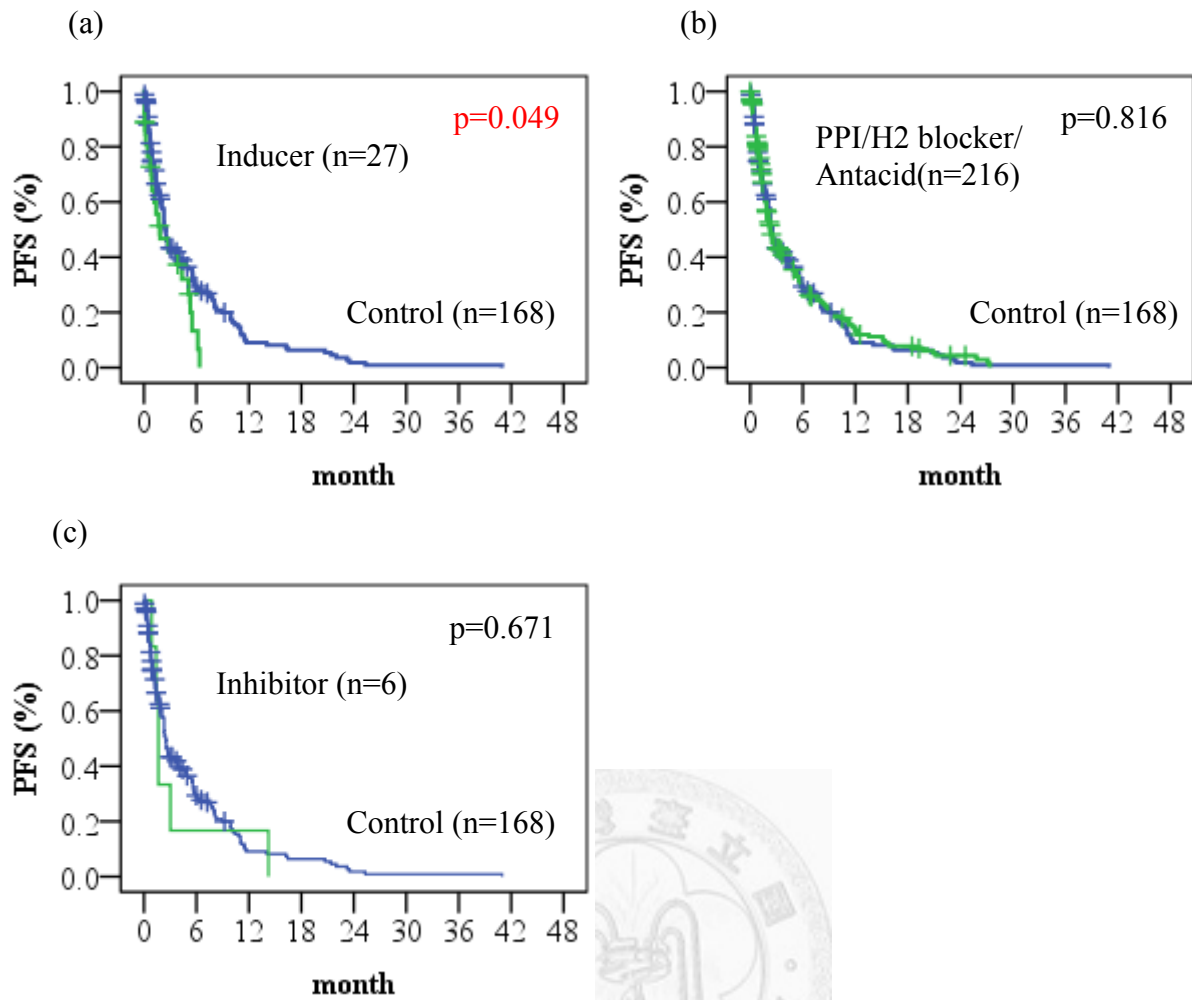 (a)
p=0.049
Inducer (n=27)
Control (n=168)
PFS (%)
1.0
0.8
0.6
0.4
0.2
0.0
0 6 12 18 24 30 36 42 48
month
(b)
p=0.816
PPI/H2 blocker/
Antacid(n=216)
Control (n=168)
PFS (%)
1.0
0.8
0.6
0.4
0.2
0.0
0 6 12 18 24 30 36 42 48
month
(c)
p=0.671
Inhibitor (n=6)
Control (n=168)
PFS (%)
1.0
0.8
0.6
0.4
0.2
0.0
0 6 12 18 24 30 36 42 48
month
臺立國